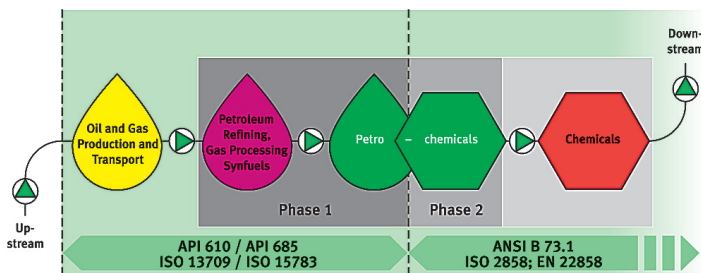 Down-
stream
Oil and Gas
Production and
Transport
Petroleum
Refining,
Gas Processing
Synfuels
Petro – chemicals
Chemicals
Up-
stream
Phase 1
Phase 2
API 610 / API 685
ISO 13709 / ISO 15783
ANSI B 73.1
ISO 2858; EN 22858